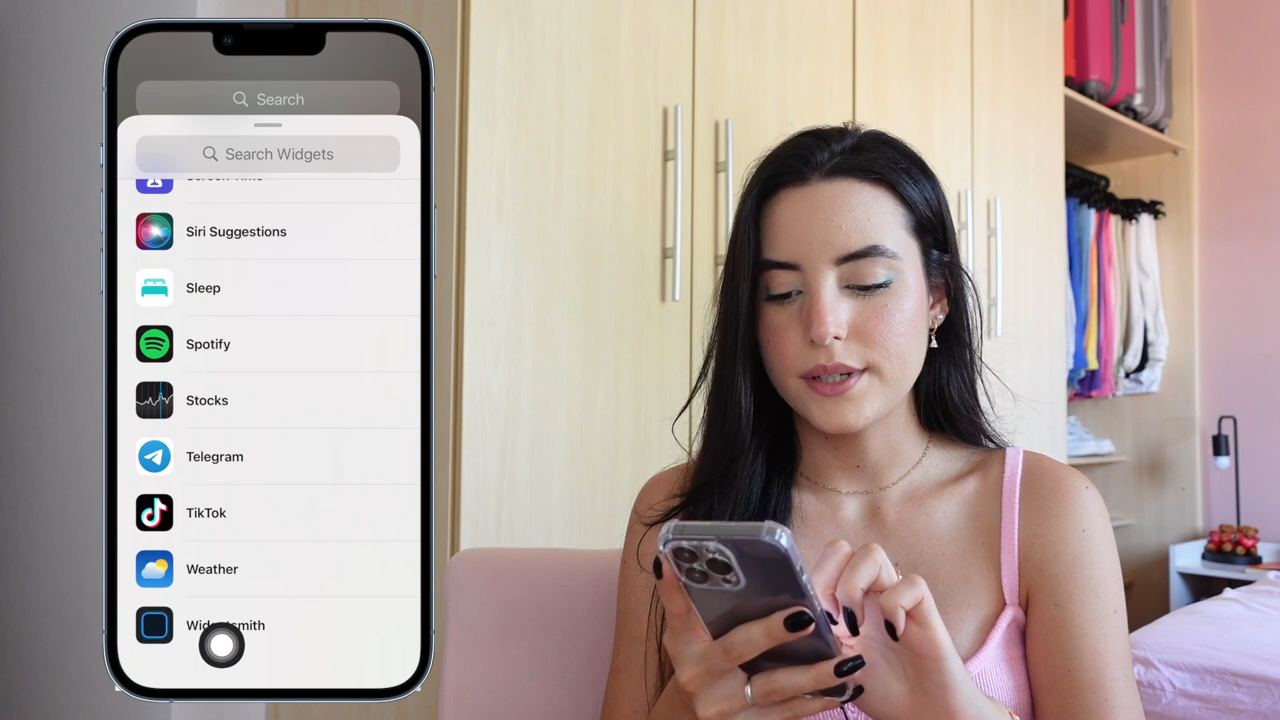 Search
Search Widgets
Siri Suggestions
Sleep
Spotify
Stocks
Telegram
TikTok
Weather